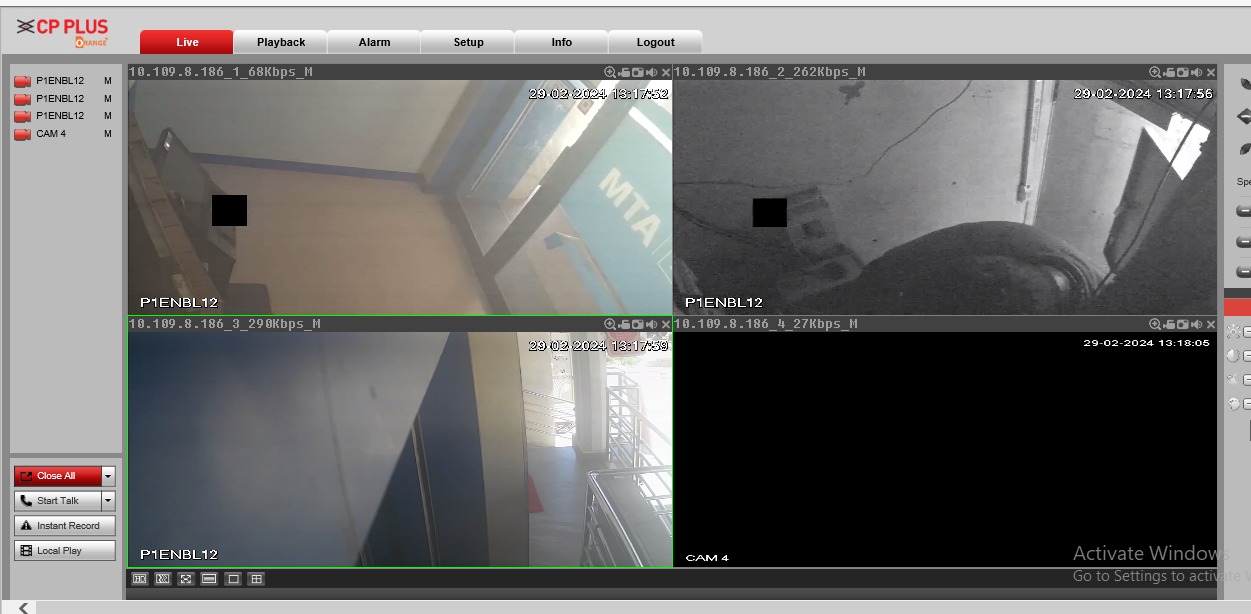 CP PLUS
ORANGE
Live
Playback
Alarm
Setup
Info
Logout
P1ENBL12 M
P1ENBL12 M
P1ENBL12 M
CAM 4 M
10.109.8.186_1_68Kbps_M
29-02-2024 13:17:52
MTA
P1ENBL12
10.109.8.186_2_262Kbps_M
29-02-2024 13:17:56
P1ENBL12
10.109.8.186_3_290Kbps_M
29-02-2024 13:17:59
P1ENBL12
10.109.8.186_4_27Kbps_M
29-02-2024 13:18:05
CAM 4
Spe
Close All
Start Talk
Instant Record
Local Play
Activate Windows
Go to Settings to activate W